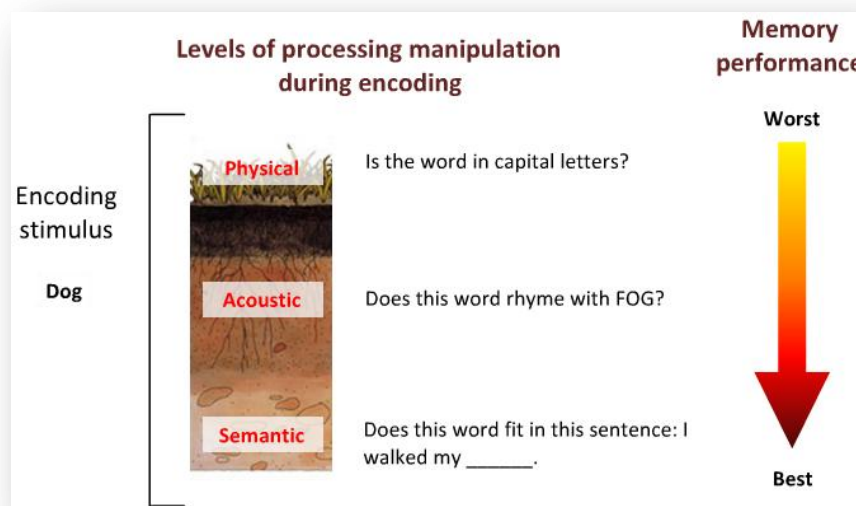 Levels of processing manipulation
during encoding
Memory
performance
Encoding
stimulus
Dog
Physical
Is the word in capital letters?
Acoustic
Does this word rhyme with FOG?
Semantic
Does this word fit in this sentence: I
walked my ______.
Worst
Best